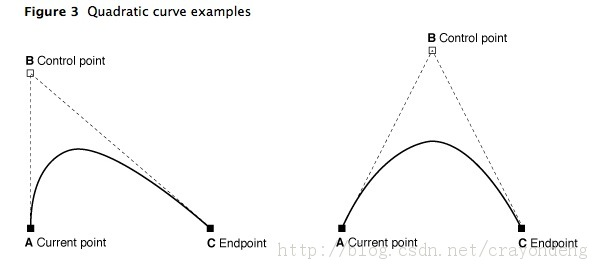 Figure 3 Quadratic curve examples
B Control point
A Current point
C Endpoint
B Control point
A Current point
C Endpoint
http://blog.csdn.net/crayondeng